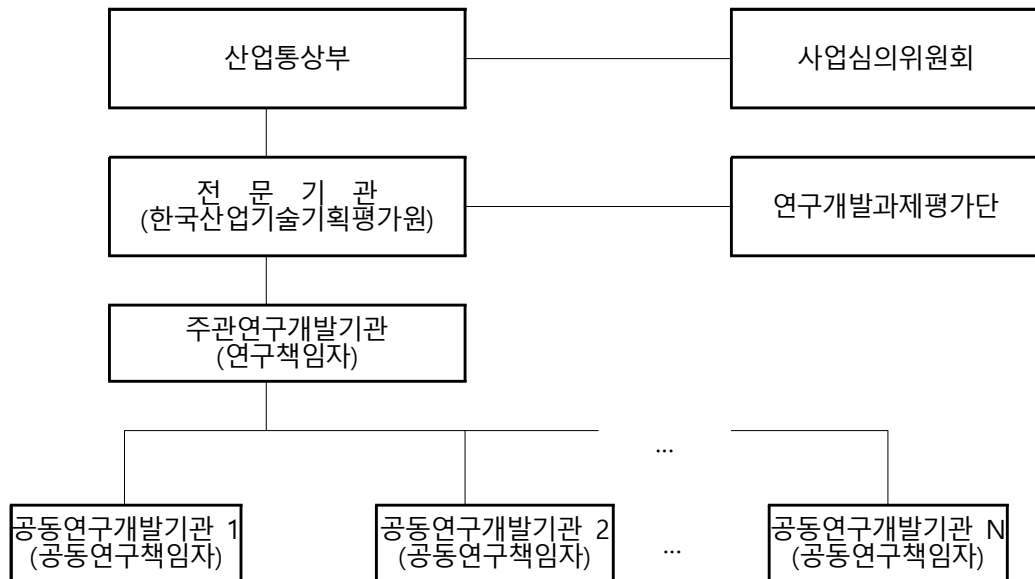 산업통상부
사업심의위원회
전 문 기 관
(한국산업기술기획평가원)
연구개발과제평가단
주관연구개발기관
(연구책임자)
...
공동연구개발기관 1
(공동연구책임자)
공동연구개발기관 2
(공동연구책임자)
...
공동연구개발기관 N
(공동연구책임자)